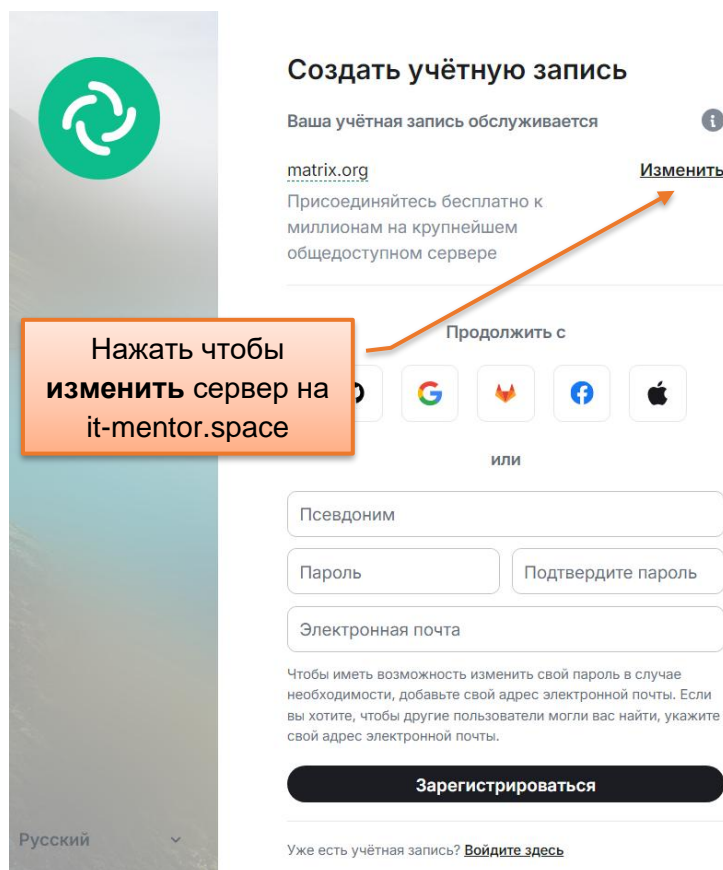 Создать учётную запись
Ваша учётная запись обслуживается
matrix.org
Изменить
Присоединяйтесь бесплатно к
миллионам на крупнейшем
общедоступном сервере
Нажать чтобы
изменить сервер на
it-mentor.space
Продолжить с
или
Псевдоним
Пароль
Подтвердите пароль
Электронная почта
Чтобы иметь возможность изменить свой пароль в случае
необходимости, добавьте свой адрес электронной почты. Если
вы хотите, чтобы другие пользователи могли вас найти, укажите
свой адрес электронной почты.
Зарегистрироваться
Русский
Уже есть учётная запись? Войдите здесь